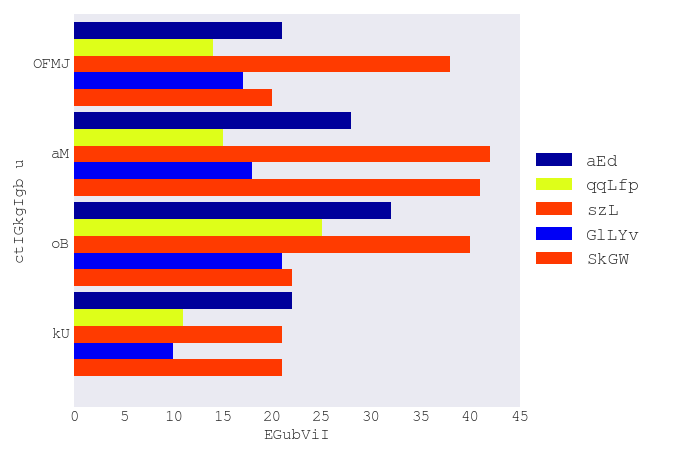 OFMJ
aM
oB
kU
ctIGkgIgb u
0 5 10 15 20 25 30 35 40 45
EGubViI
aEd
qqLfp
szL
GlLYv
SkGW